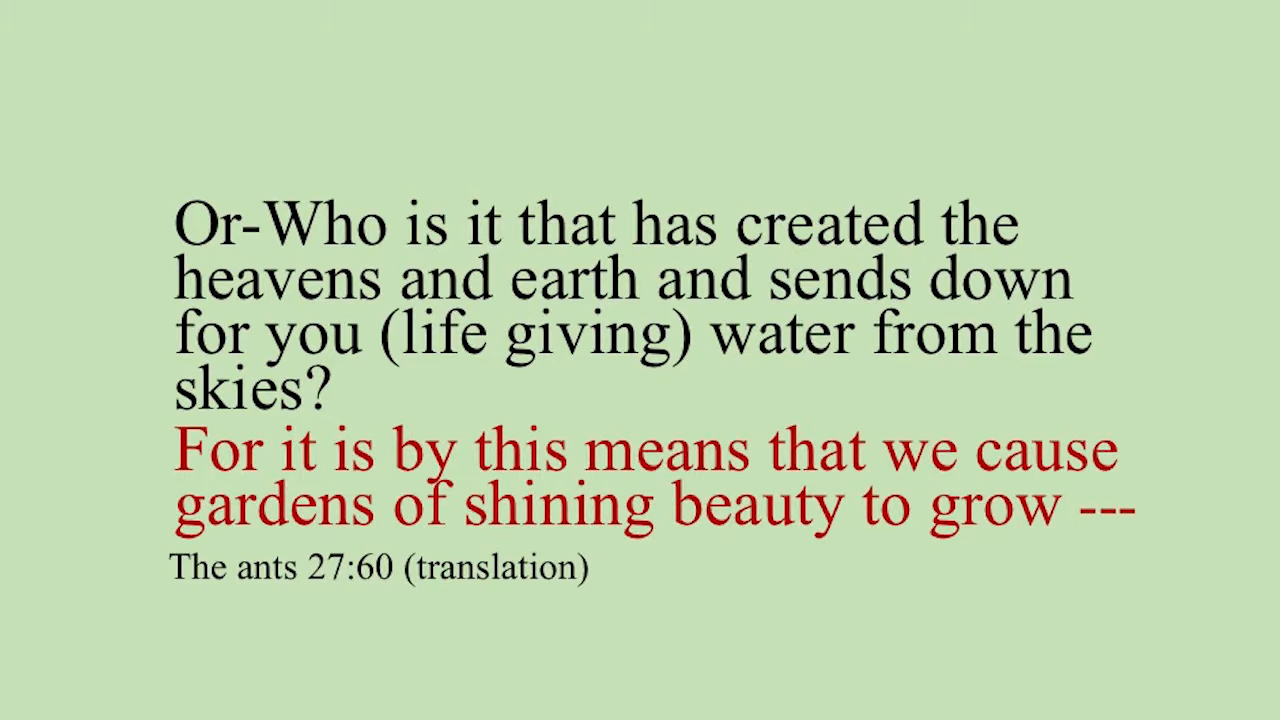 Or-Who is it that has created the
heavens and earth and sends down
for you (life giving) water from the
skies?
For it is by this means that we cause
gardens of shining beauty to grow ---
The ants 27:60 (translation)